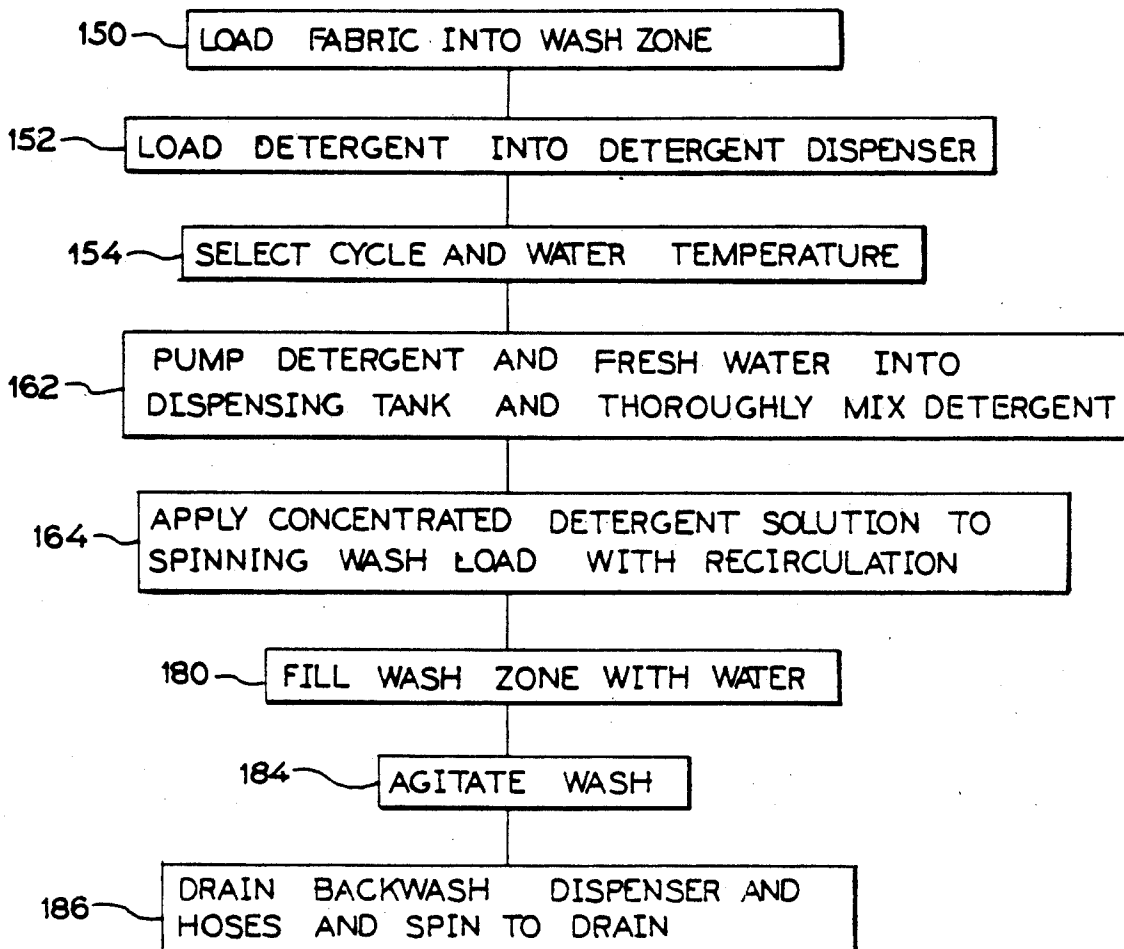 150 LOAD FABRIC INTO WASH ZONE
152 LOAD DETERGENT INTO DETERGENT DISPENSER
154 SELECT CYCLE AND WATER TEMPERATURE
162 PUMP DETERGENT AND FRESH WATER INTO
DISPENSING TANK AND THOROUGHLY MIX DETERGENT
164 APPLY CONCENTRATED DETERGENT SOLUTION TO
SPINNING WASH LOAD WITH RECIRCULATION
180 FILL WASH ZONE WITH WATER
184 AGITATE WASH
186 DRAIN BACKWASH DISPENSER AND
HOSES AND SPIN TO DRAIN